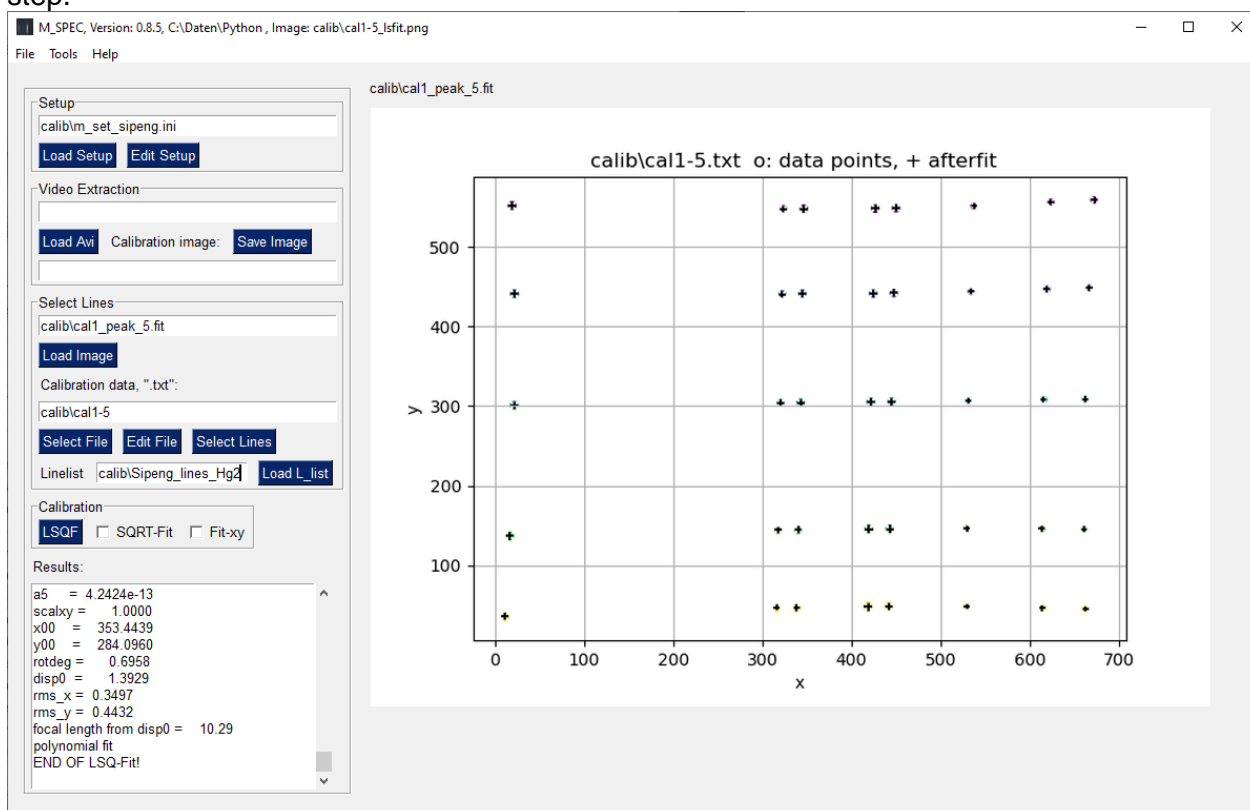 step.
M_SPEC, Version: 0.8.5, C:\Daten\Python , Image: calib\cal1-5_lsfit.png
File Tools Help
calib\cal1_peak_5.fit
Setup
calib\m_set_sipeng.ini
Load Setup Edit Setup
Video Extraction
Load Avi Calibration image: Save Image
Select Lines
calib\cal1_peak_5.fit
Load Image
Calibration data, ".txt":
calib\cal1-5
Select File Edit File Select Lines
Linelist calib\Sipeng_lines_Hg2 Load L_list
Calibration
LSQF SQRT-Fit Fit-xy
Results:
a5 = 4.2424e-13
scalxy = 1.0000
x00 = 353.4439
y00 = 284.0960
rotdeg = 0.6958
disp0 = 1.3929
rms_x = 0.3497
rms_y = 0.4432
focal length from disp0 = 10.29
polynomial fit
END OF LSQ-Fit!
calib\cal1-5.txt o: data points, + afterfit
500
400
300
200
100
y
0 100 200 300 400 500 600 700
x